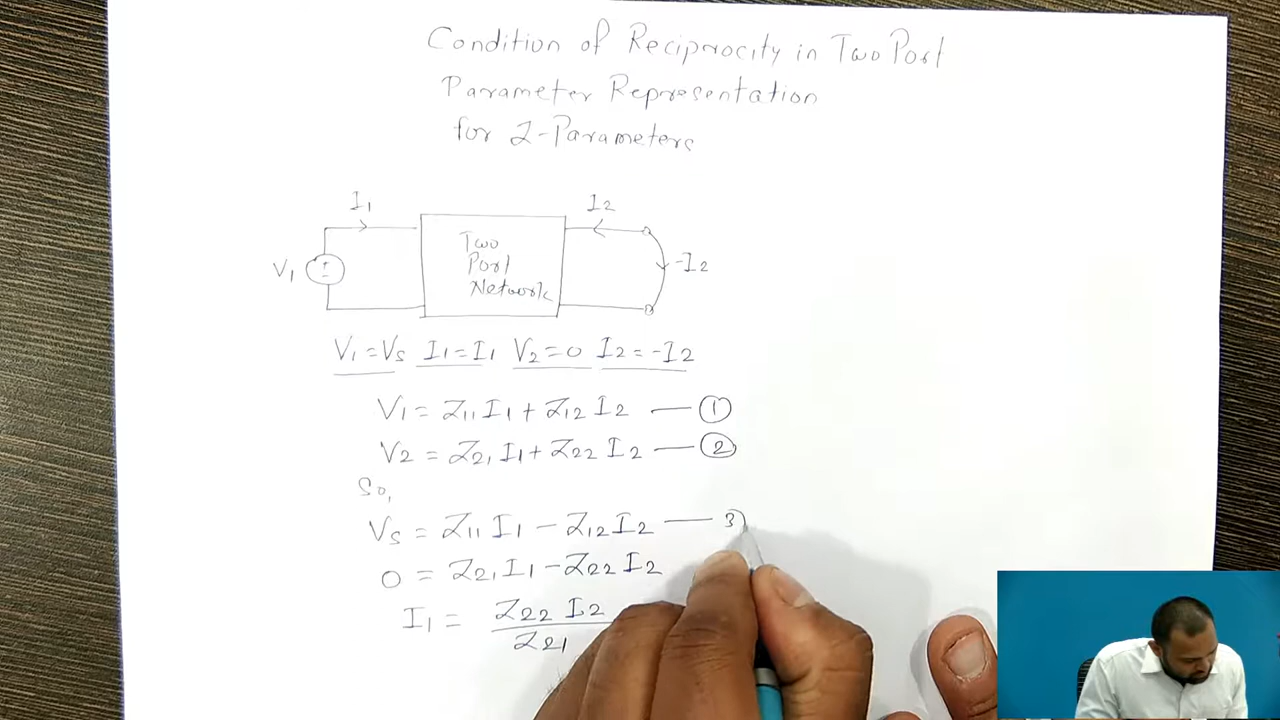 Condition of Reciprocity in Two Port
Parameter Representation
for Z-Parameters
I1
I2
V1
Two
Port
Network
-I2
V1 = VS I1 = I1 V2 = 0 I2 = -I2
V1 = Z11 I1 + Z12 I2 — 1
V2 = Z21 I1 + Z22 I2 — 2
So,
VS = Z11 I1 - Z12 I2 — 3
0 = Z21 I1 - Z22 I2
I1 = Z22 I2
Z21